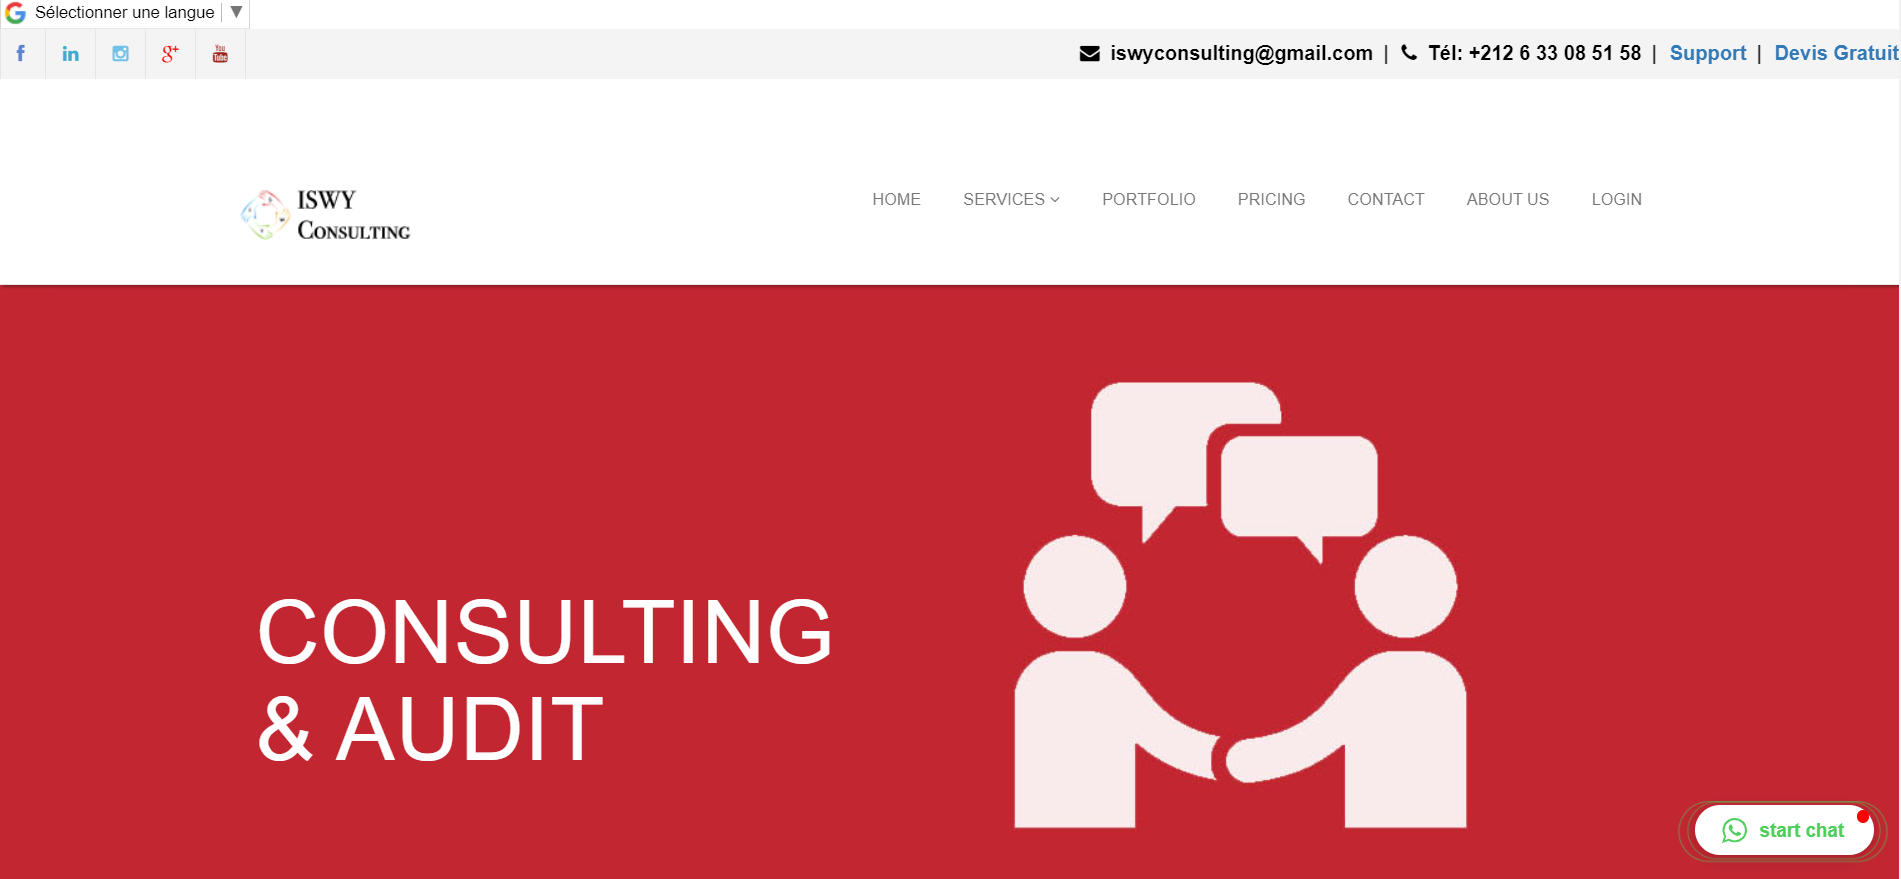 Sélectionner une langue ▼
iswyconsulting@gmail.com | Tél: +212 6 33 08 51 58 | Support | Devis Gratuit
ISWY
CONSULTING
HOME SERVICES PORTFOLIO PRICING CONTACT ABOUT US LOGIN
CONSULTING
& AUDIT
start chat